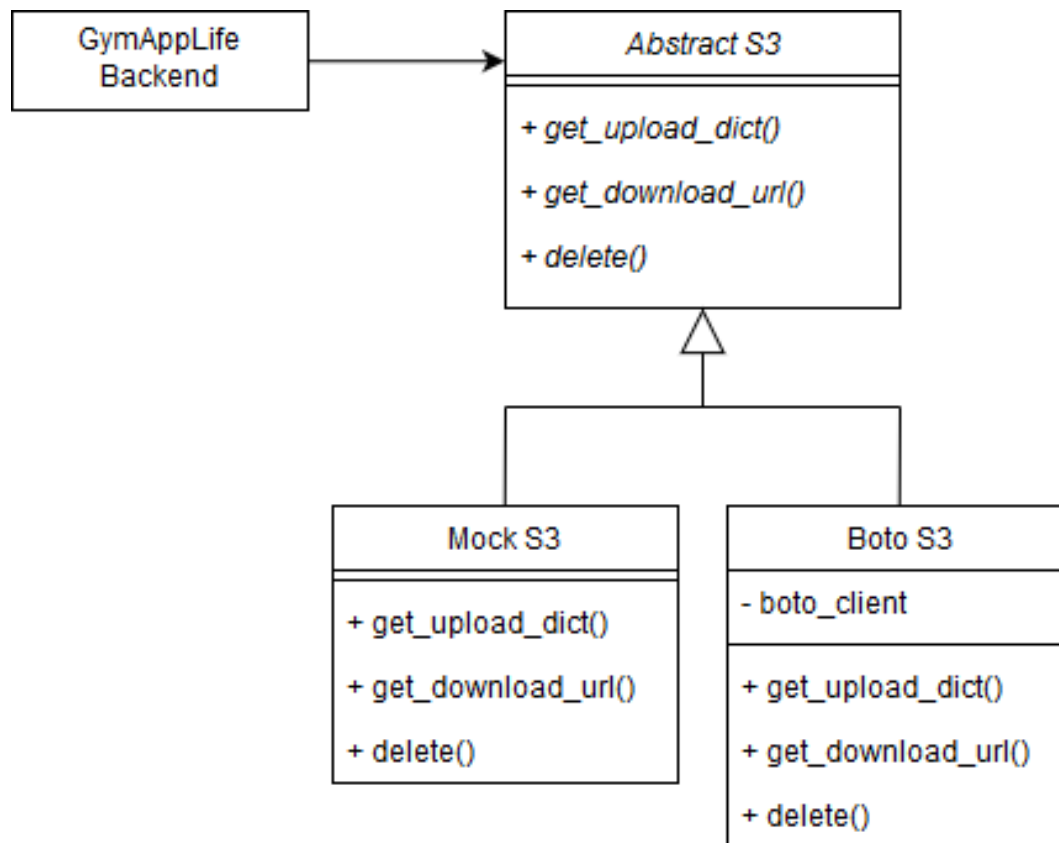 GymAppLife
Backend
Abstract S3
+ get_upload_dict()
+ get_download_url()
+ delete()
Mock S3
+ get_upload_dict()
+ get_download_url()
+ delete()
Boto S3
- boto_client
+ get_upload_dict()
+ get_download_url()
+ delete()